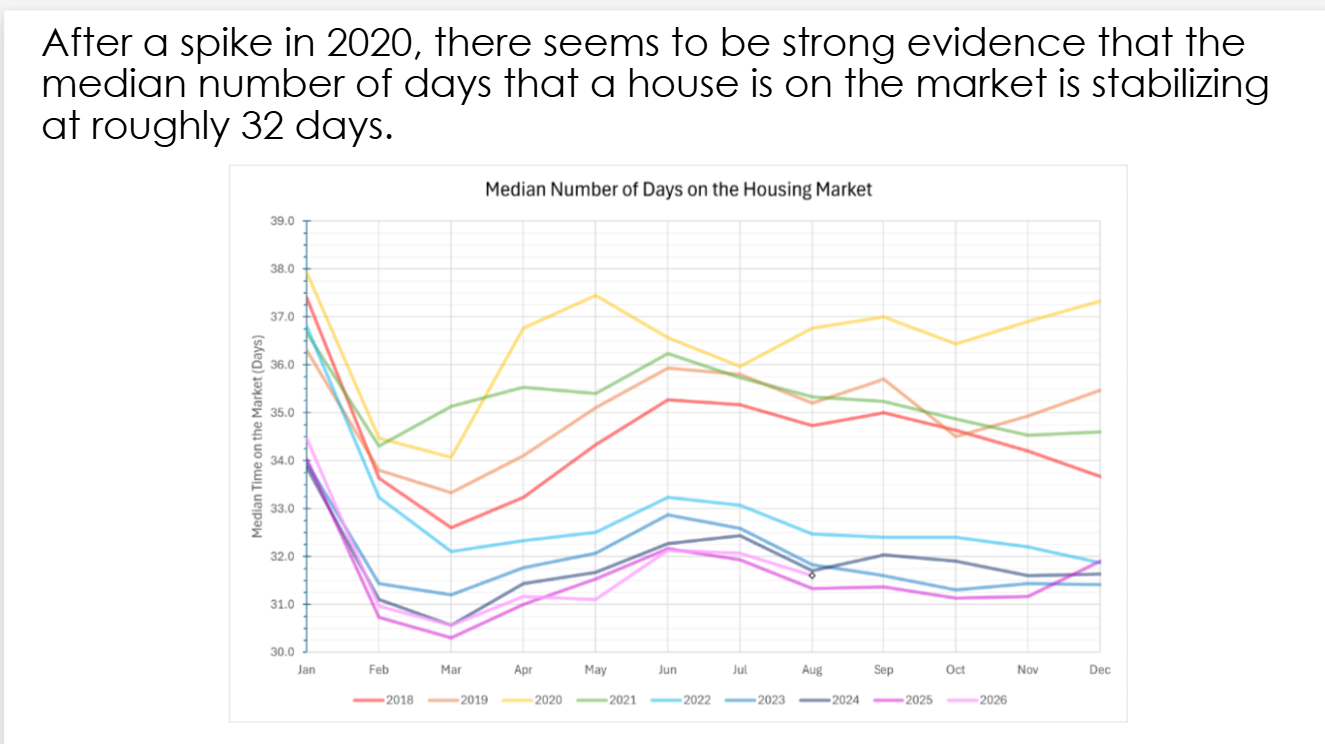 After a spike in 2020, there seems to be strong evidence that the
median number of days that a house is on the market is stabilizing
at roughly 32 days.
Median Number of Days on the Housing Market
Median Time on the Market (Days)
39.0
38.0
37.0
36.0
35.0
34.0
33.0
32.0
31.0
30.0
Jan Feb Mar Apr May Jun Jul Aug Sep Oct Nov Dec
2018 2019 2020 2021 2022 2023 2024 2025 2026